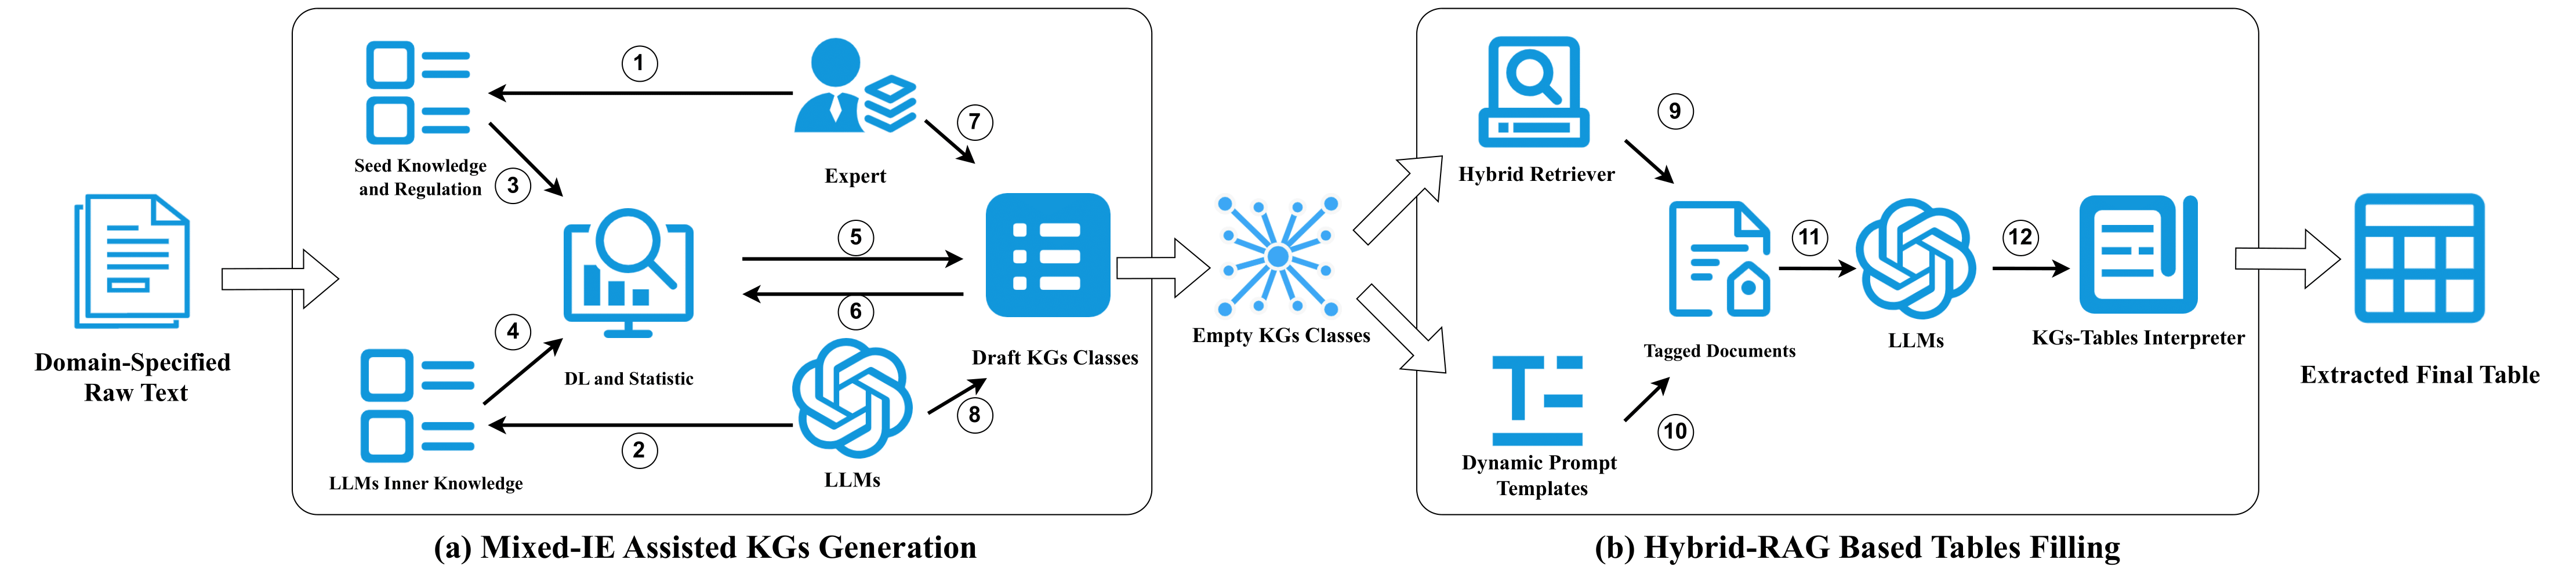 Domain-Specified
Raw Text
1
Seed Knowledge
and Regulation
3
Expert
7
5
6
DL and Statistic
4
LLMs Inner Knowledge
2
LLMs
8
Draft KGs Classes
(a) Mixed-IE Assisted KGs Generation
Empty KGs Classes
Hybrid Retriever
9
Tagged Documents
10
Dynamic Prompt
Templates
11
LLMs
12
KGs-Tables Interpreter
(b) Hybrid-RAG Based Tables Filling
Extracted Final Table